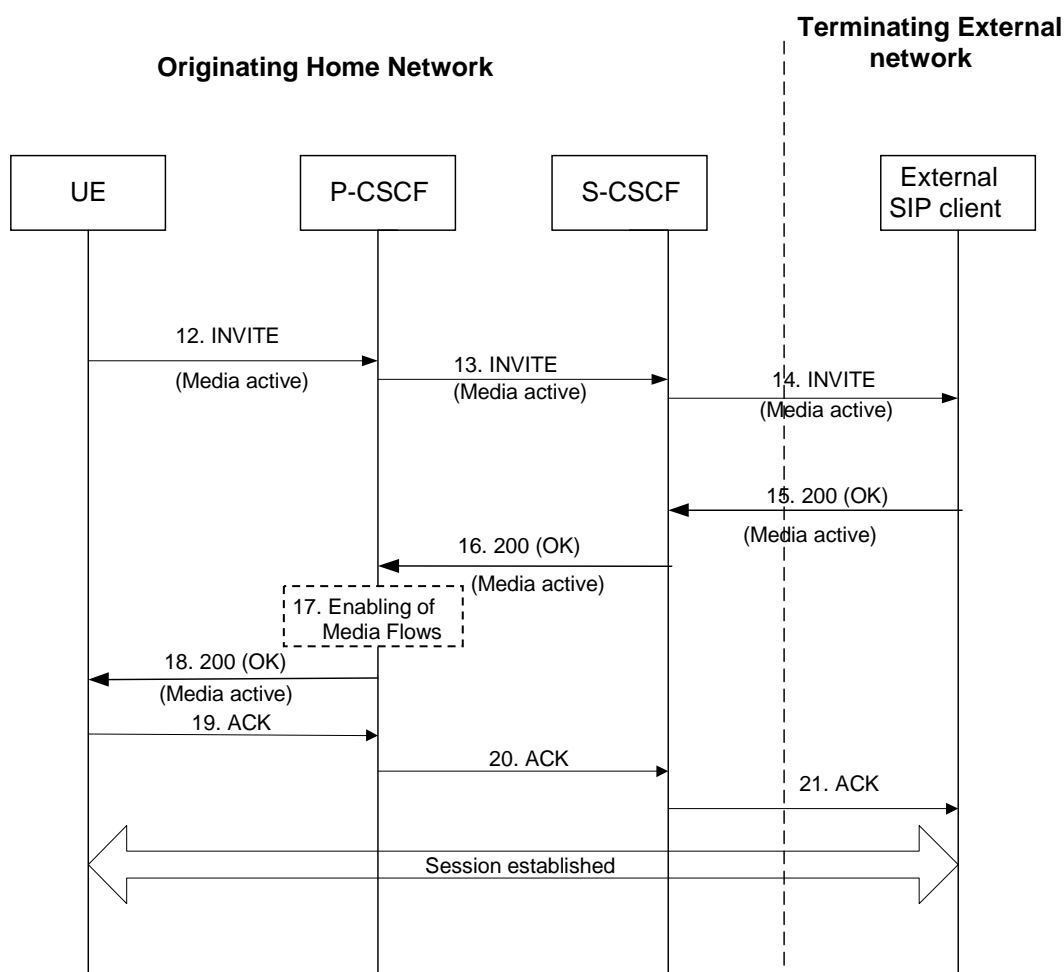 Terminating External
network
Originating Home Network
UE
P-CSCF
S-CSCF
External
SIP client
12. INVITE
(Media active)
13. INVITE
(Media active)
14. INVITE
(Media active)
15. 200 (OK)
(Media active)
16. 200 (OK)
(Media active)
17. Enabling of
Media Flows
18. 200 (OK)
(Media active)
19. ACK
20. ACK
21. ACK
Session established